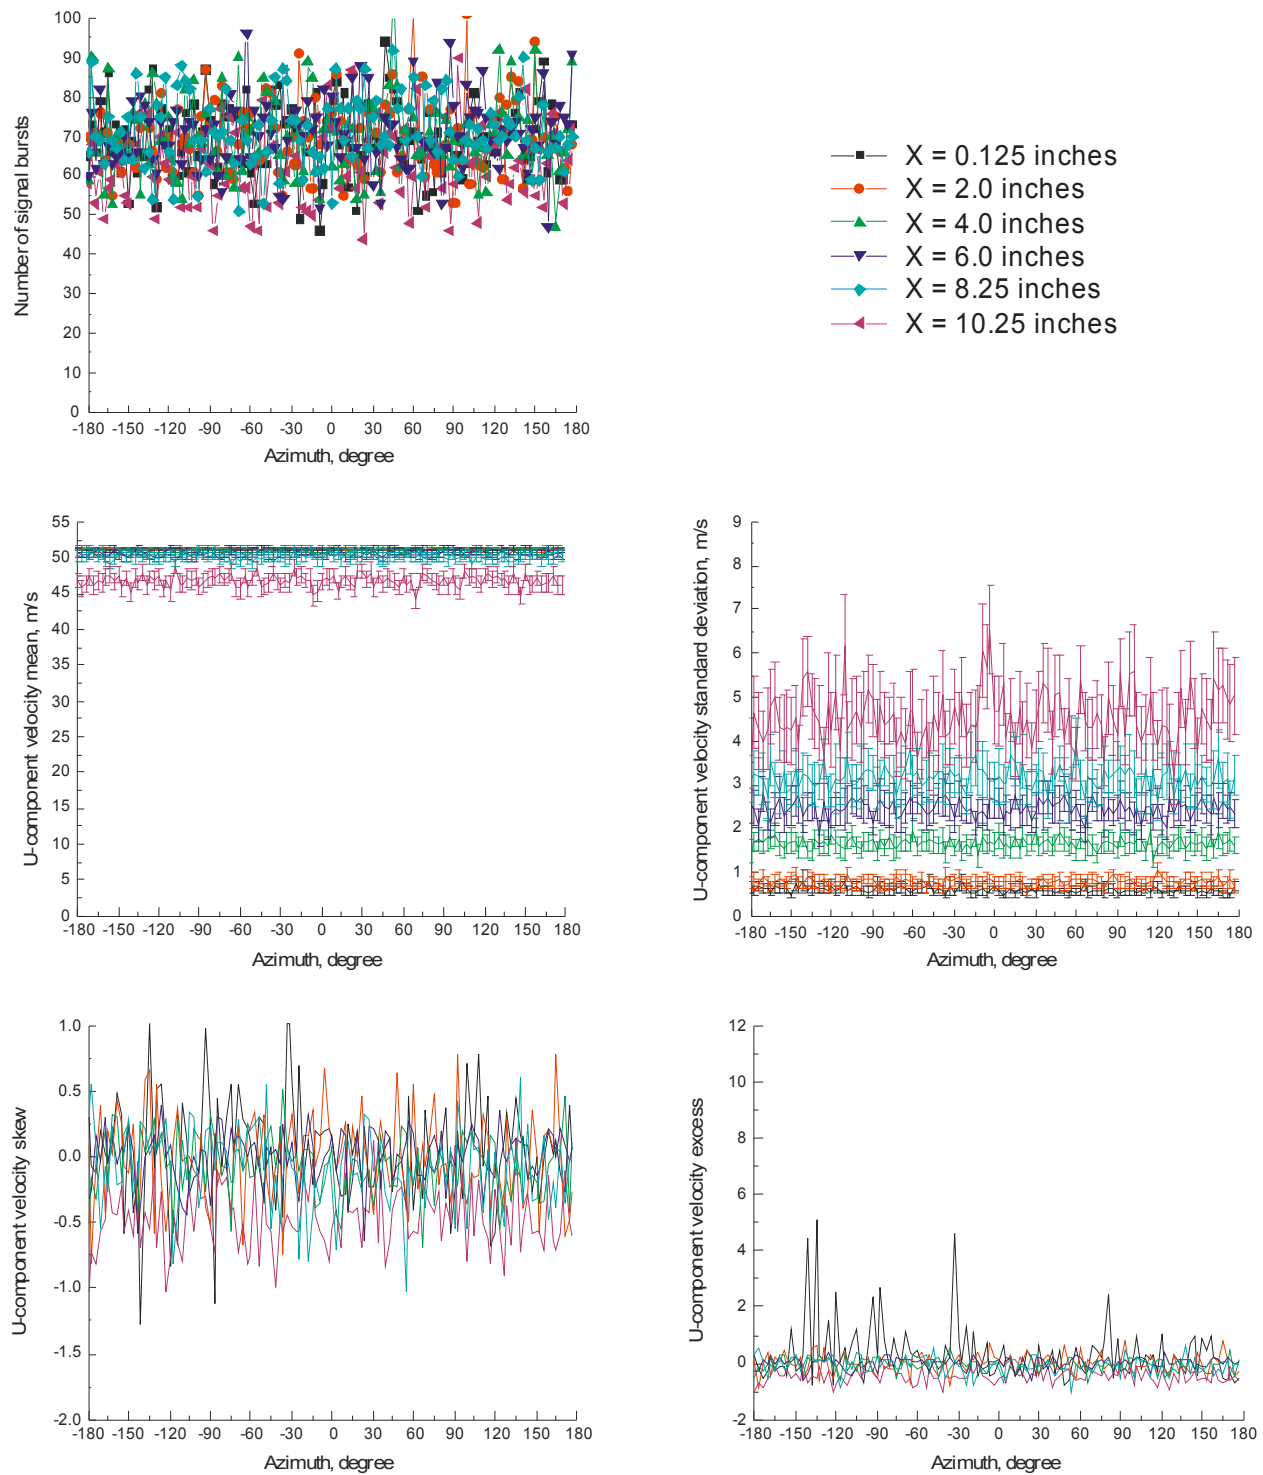 100
90
80
70
60
50
40
30
20
10
0
Number of signal bursts
-180 -150 -120 -90 -60 -30 0 30 60 90 120 150 180
Azimuth, degree
X = 0.125 inches
X = 2.0 inches
X = 4.0 inches
X = 6.0 inches
X = 8.25 inches
X = 10.25 inches
55
50
45
40
35
30
25
20
15
10
5
0
U-component velocity mean, m/s
-180 -150 -120 -90 -60 -30 0 30 60 90 120 150 180
Azimuth, degree
9
8
7
6
5
4
3
2
1
0
U-component velocity standard deviation, m/s
-180 -150 -120 -90 -60 -30 0 30 60 90 120 150 180
Azimuth, degree
1.0
0.5
0.0
-0.5
-1.0
-1.5
-2.0
U-component velocity skew
-180 -150 -120 -90 -60 -30 0 30 60 90 120 150 180
Azimuth, degree
12
10
8
6
4
2
0
-2
U-component velocity excess
-180 -150 -120 -90 -60 -30 0 30 60 90 120 150 180
Azimuth, degree